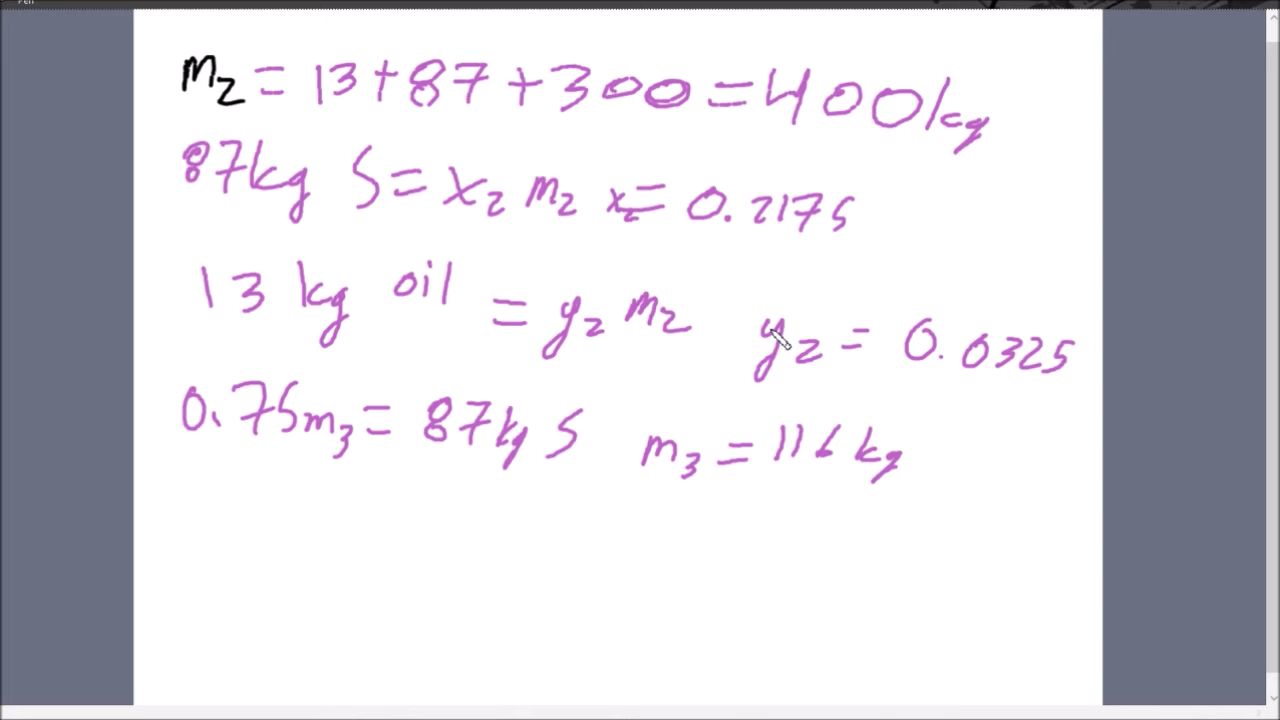 Pen
m₂ = 13 + 87 + 300 = 400 kg
87 kg S = x₂ m₂ x₂ = 0.2175
13 kg oil = y₂ m₂ y₂ = 0.0325
0.75 m₃ = 87 kg S m₃ = 116 kg